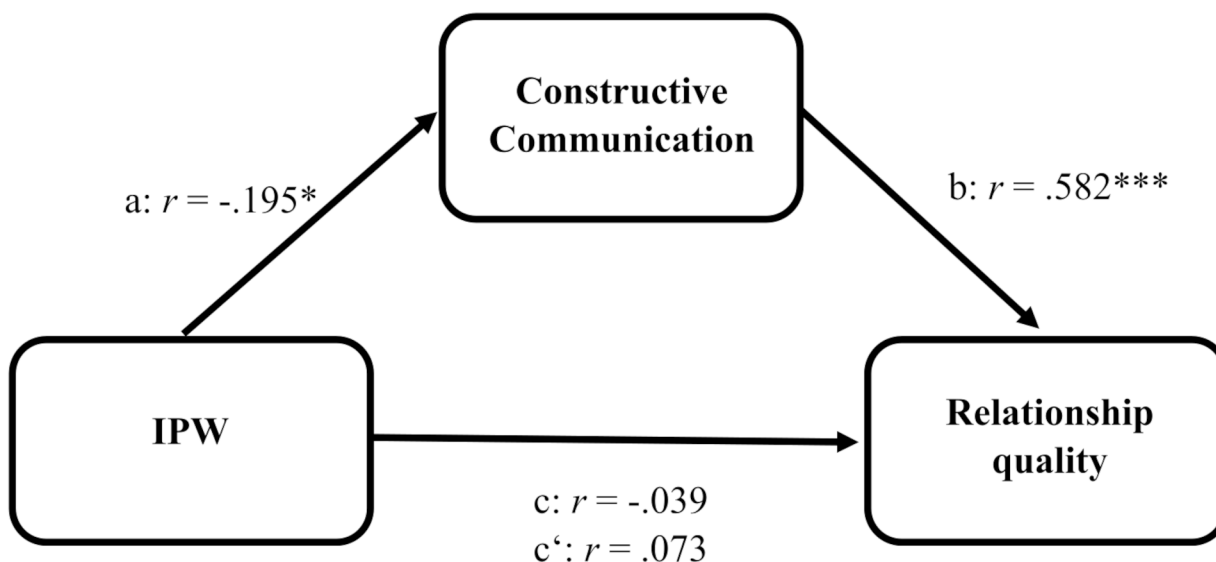 Constructive
Communication
a: r = -.195*
b: r = .582***
IPW
Relationship
quality
c: r = -.039
c‘: r = .073